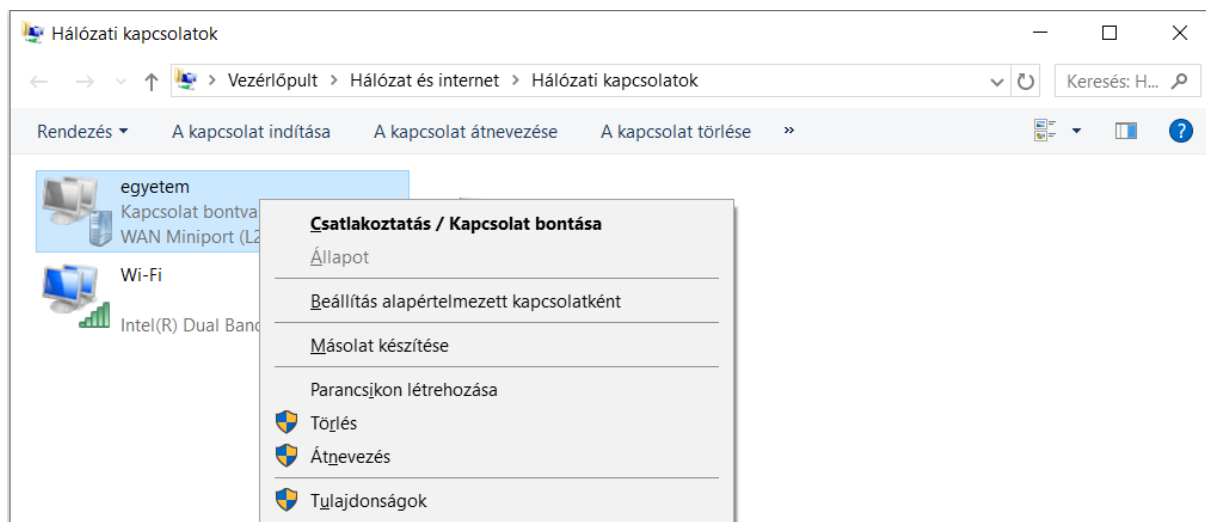 Hálózati kapcsolatok
Vezérlőpult > Hálózat és internet > Hálózati kapcsolatok
Keresés: H...
Rendezés A kapcsolat indítása A kapcsolat átnevezése A kapcsolat törlése »
egyetem
Kapcsolat bontva
WAN Miniport (L2
Wi-Fi
Intel(R) Dual Band
Csatlakoztatás / Kapcsolat bontása
Állapot
Beállítás alapértelmezett kapcsolatként
Másolat készítése
Parancsikon létrehozása
Törlés
Átnevezés
Tulajdonságok